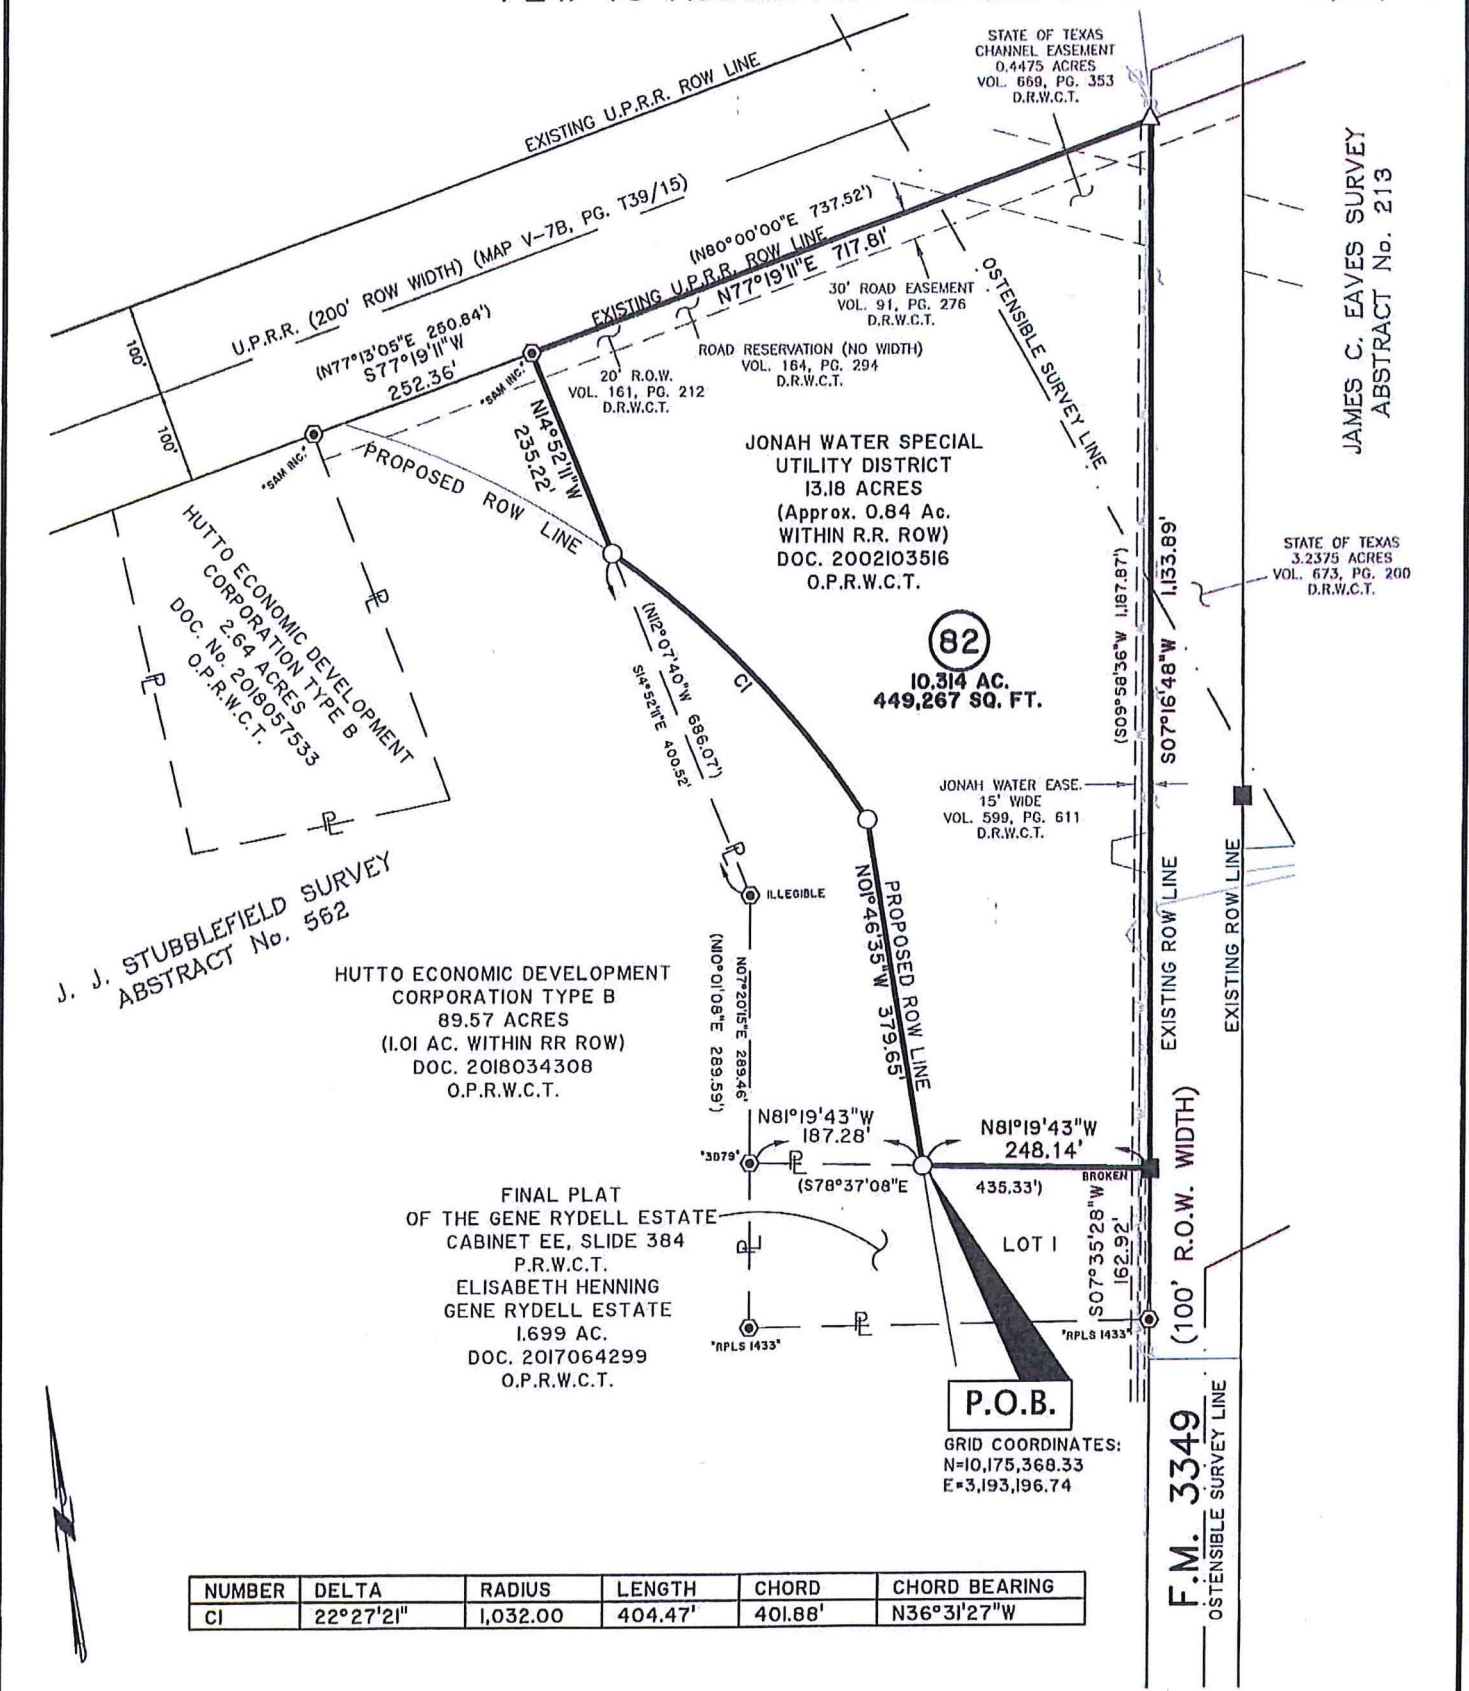 STATE OF TEXAS
CHANNEL EASEMENT
0.4475 ACRES
VOL. 669, PG. 353
D.R.W.C.T.
EXISTING U.P.R.R. ROW LINE
U.P.R.R. (200' ROW WIDTH) (MAP V-7B, PG. T39/15)
JAMES C. EAVES SURVEY
ABSTRACT No. 213
(N80°00'00"E 737.52')
EXISTING U.P.R.R. ROW LINE
N77°19'11"E 717.81'
30' ROAD EASEMENT
VOL. 91, PG. 276
D.R.W.C.T.
OSTENSIBLE SURVEY LINE
100'
100'
(N77°13'05"E 250.84')
S77°19'11"W
252.36'
ROAD RESERVATION (NO WIDTH)
VOL. 164, PG. 294
D.R.W.C.T.
20' R.O.W.
VOL. 161, PG. 212
D.R.W.C.T.
"SAM INC."
"SAM INC."
N14°52'11"W
235.22'
PROPOSED ROW LINE
JONAH WATER SPECIAL
UTILITY DISTRICT
13.18 ACRES
(Approx. 0.84 Ac.
WITHIN R.R. ROW)
DOC. 2002103516
O.P.R.W.C.T.
82
10.314 AC.
449,267 SQ. FT.
HUTTO ECONOMIC DEVELOPMENT
CORPORATION TYPE B
2.64 ACRES
DOC. No. 2018057533
O.P.R.W.C.T.
PL
PL
PL
STATE OF TEXAS
3.2375 ACRES
VOL. 673, PG. 200
D.R.W.C.T.
(S09°58'36"W 1,187.87')
S07°16'48"W 1,133.89'
C1
(N12°07'40"W 686.07')
S14°52'11"E 400.52'
PL
JONAH WATER EASE.
15' WIDE
VOL. 599, PG. 611
D.R.W.C.T.
J. J. STUBBLEFIELD SURVEY
ABSTRACT No. 562
ILLEGIBLE
PROPOSED ROW LINE
N01°46'35"W 379.65'
EXISTING ROW LINE
EXISTING ROW LINE
HUTTO ECONOMIC DEVELOPMENT
CORPORATION TYPE B
89.57 ACRES
(1.01 AC. WITHIN RR ROW)
DOC. 2018034308
O.P.R.W.C.T.
N07°20'15"E 289.46'
(N10°01'08"E 289.59')
N81°19'43"W
187.28'
N81°19'43"W
248.14'
"3D79"
PL
(S78°37'08"E 435.33')
BROKEN
FINAL PLAT
OF THE GENE RYDELL ESTATE
CABINET EE, SLIDE 384
P.R.W.C.T.
ELISABETH HENNING
GENE RYDELL ESTATE
1.699 AC.
DOC. 2017064299
O.P.R.W.C.T.
PL
LOT 1
S07°35'28"W
162.92'
(100' R.O.W. WIDTH)
"RPLS 1433"
PL
"RPLS 1433"
P.O.B.
GRID COORDINATES:
N=10,175,368.33
E=3,193,196.74
F.M. 3349
OSTENSIBLE SURVEY LINE
NUMBER DELTA RADIUS LENGTH CHORD CHORD BEARING
C1 22°27'21" 1,032.00 404.47' 401.88' N36°31'27"W